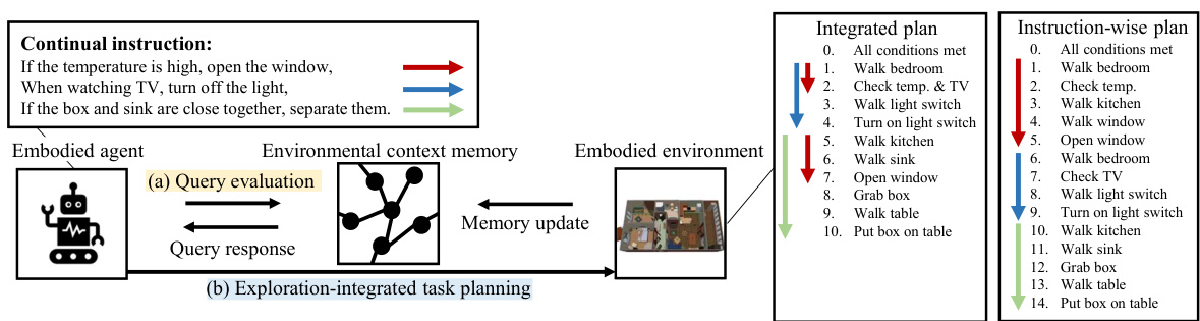 Continual instruction:
If the temperature is high, open the window,
When watching TV, turn off the light,
If the box and sink are close together, separate them.
Embodied agent
Environmental context memory
Embodied environment
(a) Query evaluation
Query response
Memory update
(b) Exploration-integrated task planning
Integrated plan
0. All conditions met
1. Walk bedroom
2. Check temp. & TV
3. Walk light switch
4. Turn on light switch
5. Walk kitchen
6. Walk sink
7. Open window
8. Grab box
9. Walk table
10. Put box on table
Instruction-wise plan
0. All conditions met
1. Walk bedroom
2. Check temp.
3. Walk kitchen
4. Walk window
5. Open window
6. Walk bedroom
7. Check TV
8. Walk light switch
9. Turn on light switch
10. Walk kitchen
11. Walk sink
12. Grab box
13. Walk table
14. Put box on table